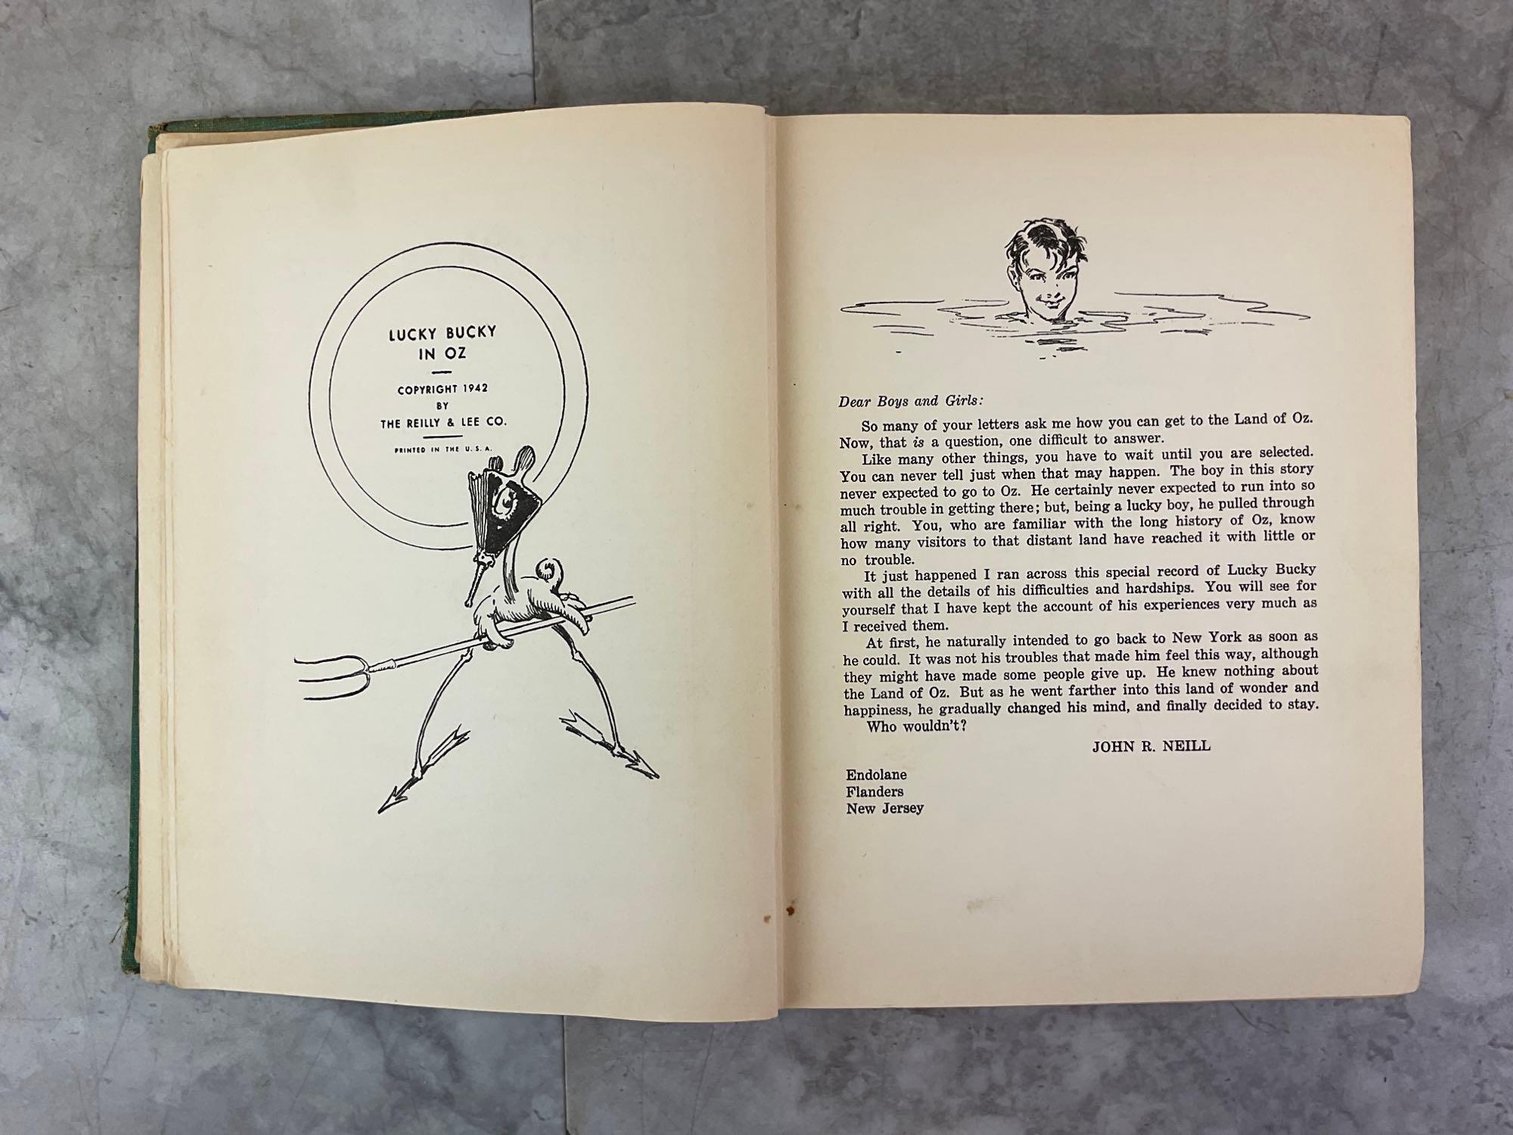 LUCKY BUCKY
IN OZ
COPYRIGHT 1942
BY
THE REILLY & LEE CO.
PRINTED IN THE U. S. A.
Dear Boys and Girls:
So many of your letters ask me how you can get to the Land of Oz.
Now, that is a question, one difficult to answer.
Like many other things, you have to wait until you are selected.
You can never tell just when that may happen. The boy in this story
never expected to go to Oz. He certainly never expected to run into so
much trouble in getting there; but, being a lucky boy, he pulled through
all right. You, who are familiar with the long history of Oz, know
how many visitors to that distant land have reached it with little or
no trouble.
It just happened I ran across this special record of Lucky Bucky
with all the details of his difficulties and hardships. You will see for
yourself that I have kept the account of his experiences very much as
I received them.
At first, he naturally intended to go back to New York as soon as
he could. It was not his troubles that made him feel this way, although
they might have made some people give up. He knew nothing about
the Land of Oz. But as he went farther into this land of wonder and
happiness, he gradually changed his mind, and finally decided to stay.
Who wouldn't?
JOHN R. NEILL
Endolane
Flanders
New Jersey